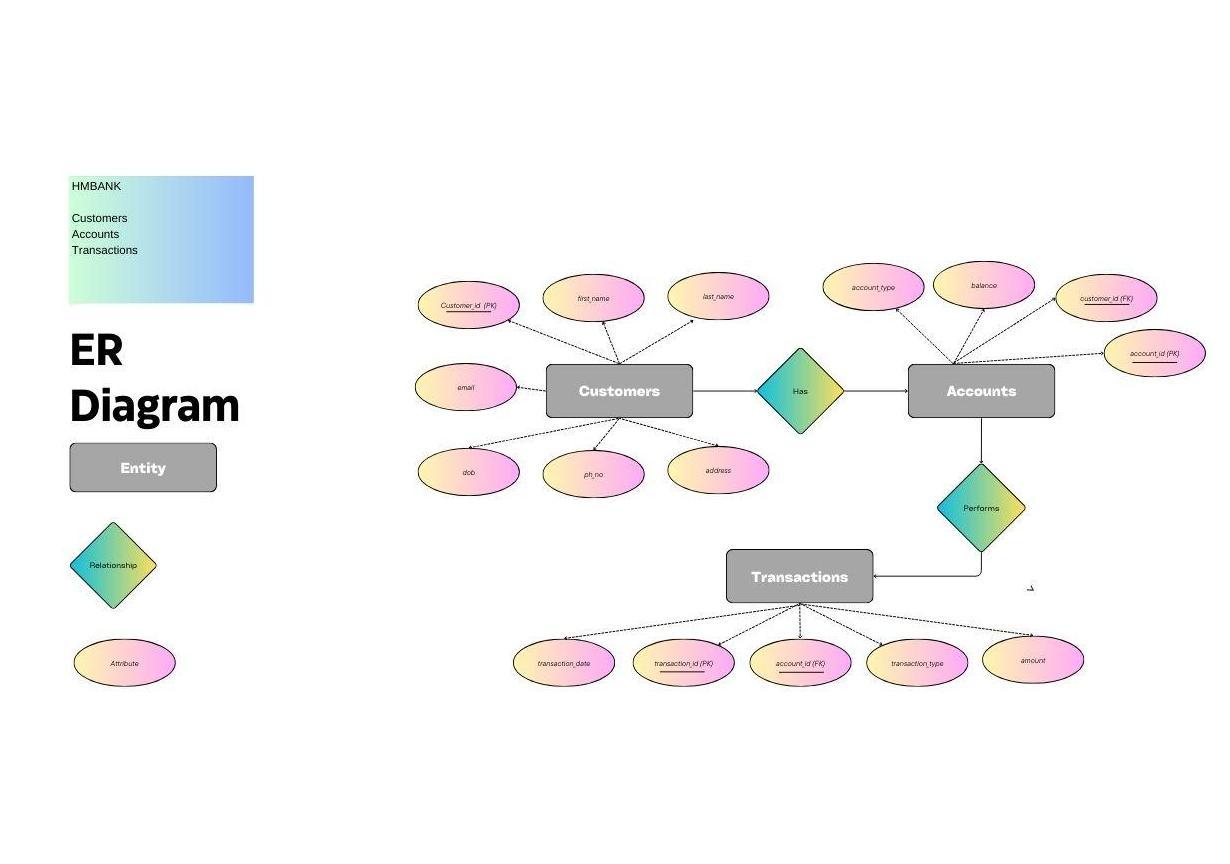 HMBANK
Customers
Accounts
Transactions
ER
Diagram
Entity
Relationship
Attribute
Customer_id (PK)
first_name
last_name
account_type
balance
customer_id (FK)
account_id (PK)
email
Customers
Has
Accounts
dob
ph_no
address
Performs
Transactions
transaction_date
transaction_id (PK)
account_id (FK)
transaction_type
amount